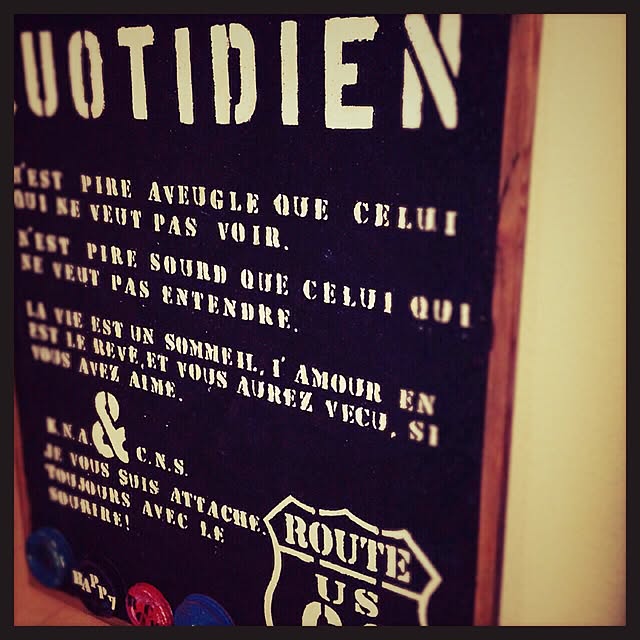 QUOTIDIEN
N'EST PIRE AVEUGLE QUE CELUI
QUI NE VEUT PAS VOIR.
N'EST PIRE SOURD QUE CELUI QUI
NE VEUT PAS ENTENDRE.
LA VIE EST UN SOMMEIL, l' AMOUR EN
EST LE REVE, ET VOUS AUREZ VECU, SI
VOUS AVEZ AIME.
K.N.A & C.N.S.
JE VOUS SUIS ATTACHE.
TOUJOURS AVEC LE
SOURIRE!
HAPPY
ROUTE
US